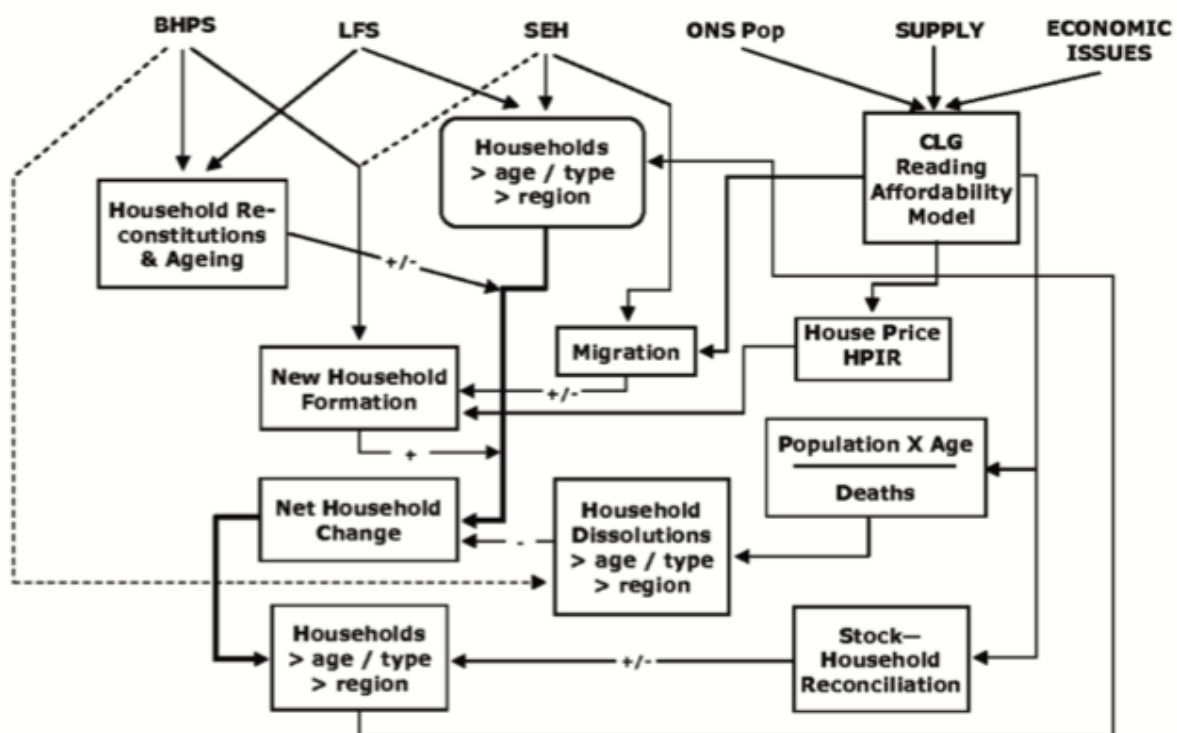 BHPS
LFS
SEH
ONS Pop
SUPPLY
ECONOMIC
ISSUES
Households
> age / type
> region
CLG
Reading
Affordability
Model
Household Re-
constitutions
& Ageing
+/-
House Price
HPIR
Migration
New Household
Formation
+/-
+
Population X Age
Deaths
Net Household
Change
-
Household
Dissolutions
> age / type
> region
Households
> age / type
> region
+/-
Stock—
Household
Reconciliation